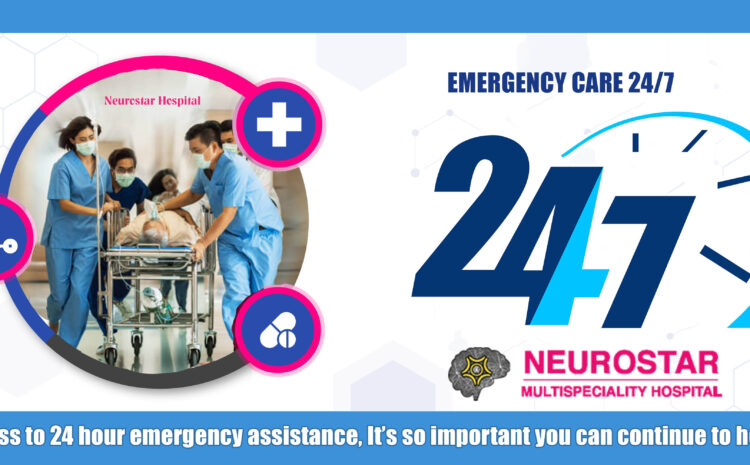 Neurostar Hospital
EMERGENCY CARE 24/7
24/7
NEUROSTAR
MULTISPECIALITY HOSPITAL
to 24 hour emergency assistance, It's so important you can continue to